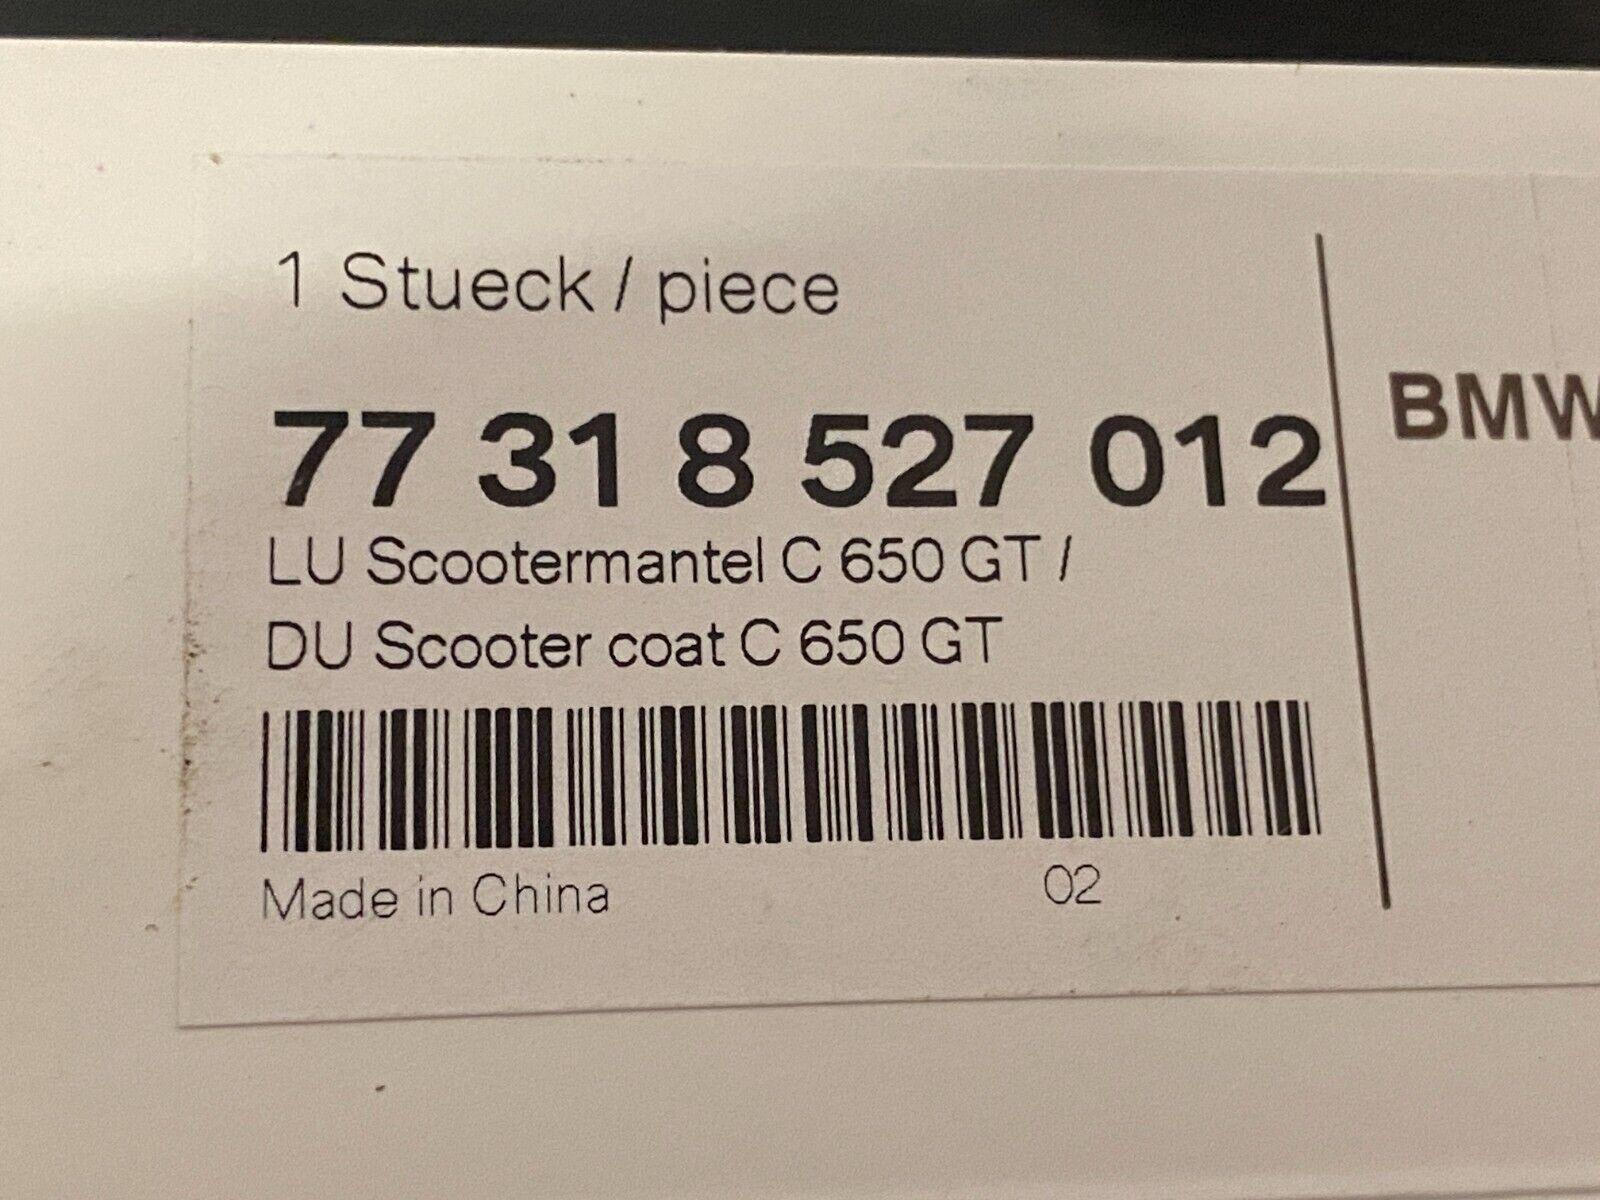 1 Stueck / piece
77 31 8 527 012
LU Scootermantel C 650 GT /
DU Scooter coat C 650 GT
Made in China 02
BMW